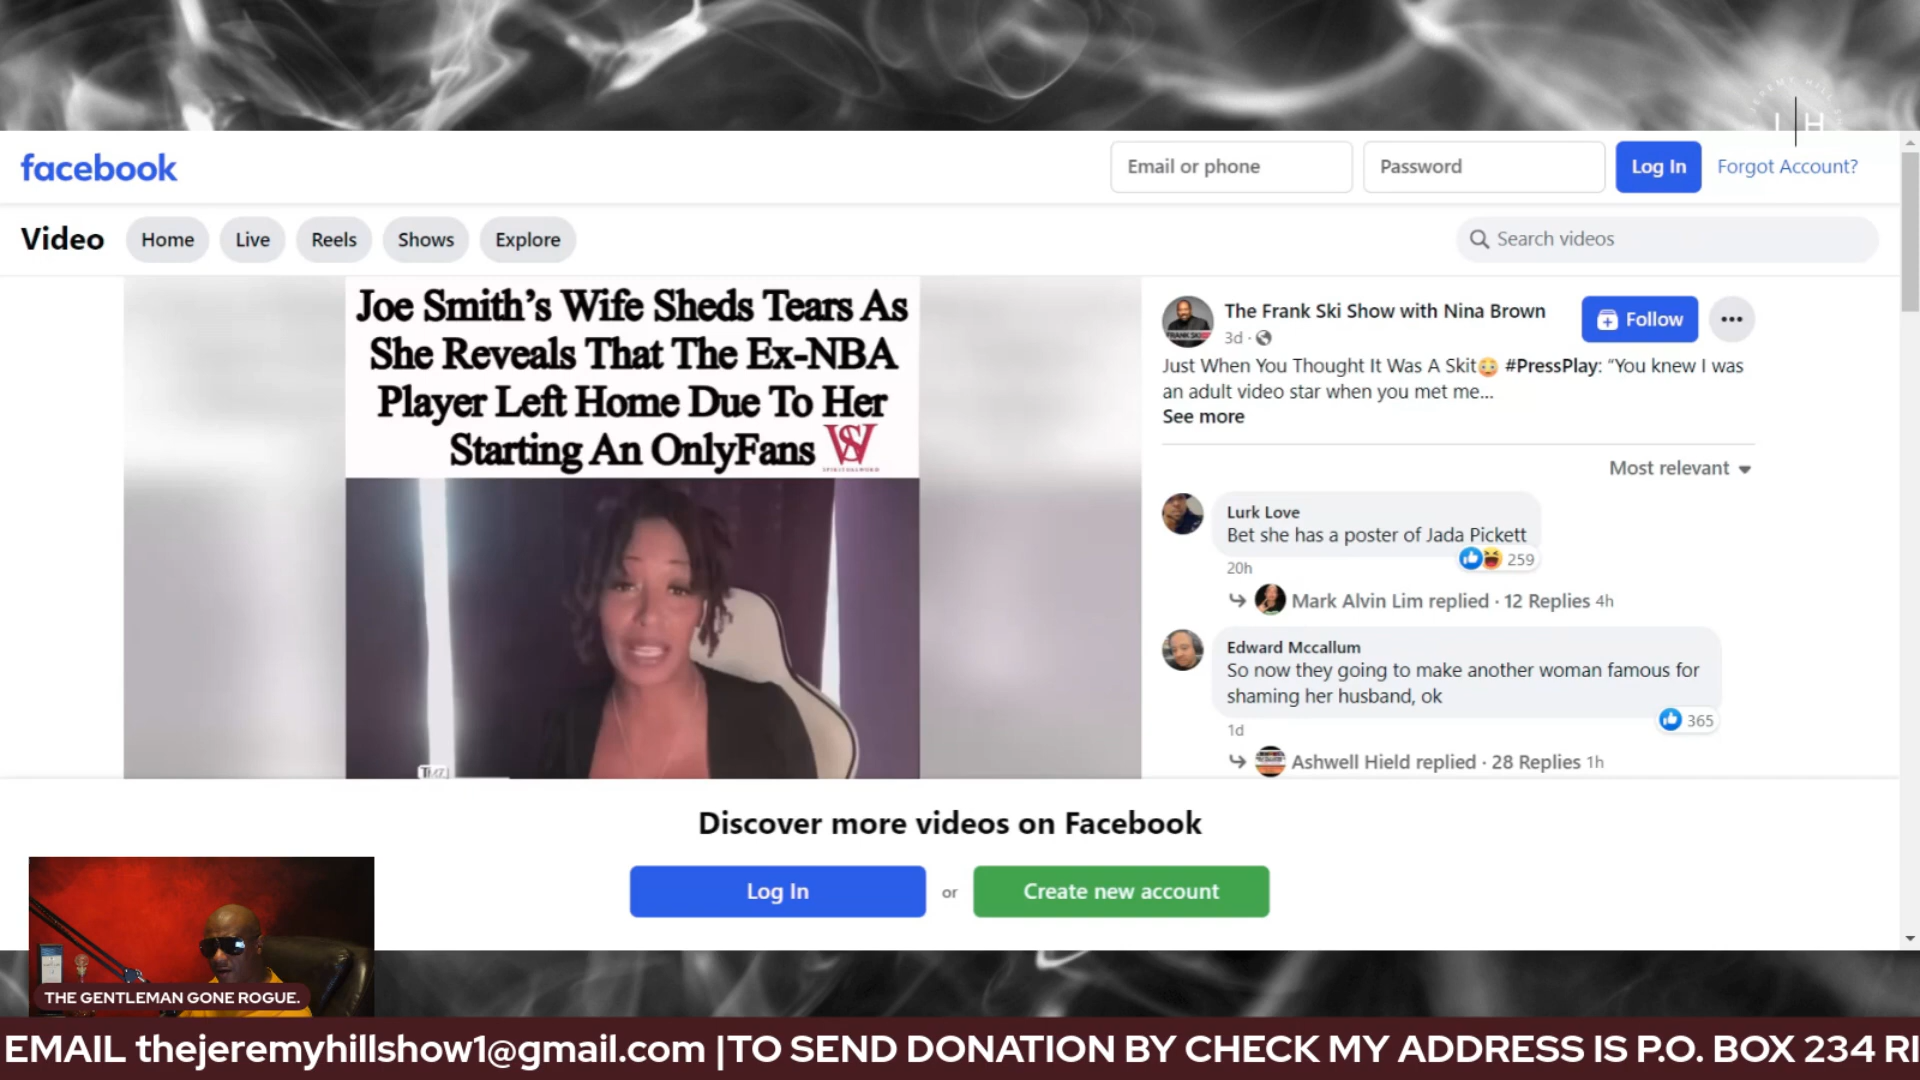 JEREMY HILL
J H
facebook
Email or phone
Password
Log In
Forgot Account?
Video
Home
Live
Reels
Shows
Explore
Search videos
Joe Smith's Wife Sheds Tears As
She Reveals That The Ex-NBA
Player Left Home Due To Her
Starting An OnlyFans
TMZ
The Frank Ski Show with Nina Brown
3d ·
Follow
Just When You Thought It Was A Skit😳 #PressPlay: “You knew I was
an adult video star when you met me...
See more
Most relevant
Lurk Love
Bet she has a poster of Jada Pickett
259
20h
Mark Alvin Lim replied · 12 Replies 4h
Edward Mccallum
So now they going to make another woman famous for
shaming her husband, ok
365
1d
Ashwell Hield replied · 28 Replies 1h
Discover more videos on Facebook
Log In
or
Create new account
THE GENTLEMAN GONE ROGUE.
EMAIL thejeremyhillshow1@gmail.com |TO SEND DONATION BY CHECK MY ADDRESS IS P.O. BOX 234 RI